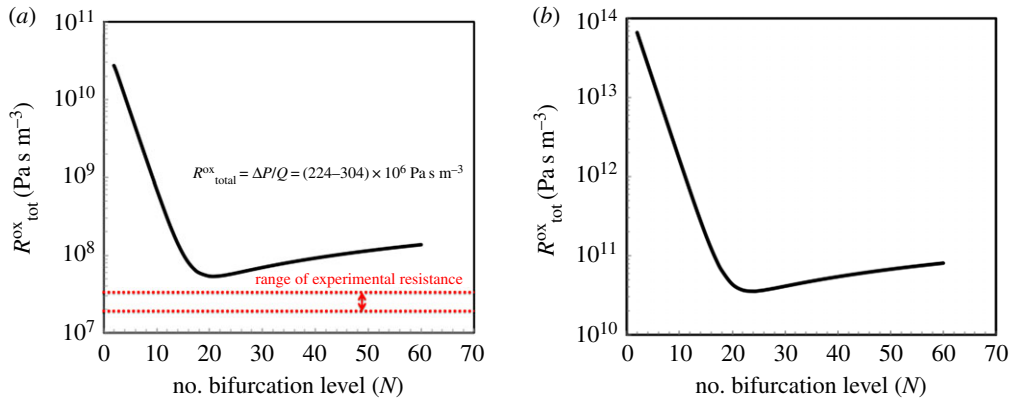 (a)
10^11
10^10
10^9
10^8
10^7
R^ox_tot (Pa s m^–3)
R^ox_total = ΔP/Q = (224–304) × 10^6 Pa s m^–3
range of experimental resistance
0 10 20 30 40 50 60 70
no. bifurcation level (N)
(b)
10^14
10^13
10^12
10^11
10^10
R^ox_tot (Pa s m^–3)
0 10 20 30 40 50 60 70
no. bifurcation level (N)